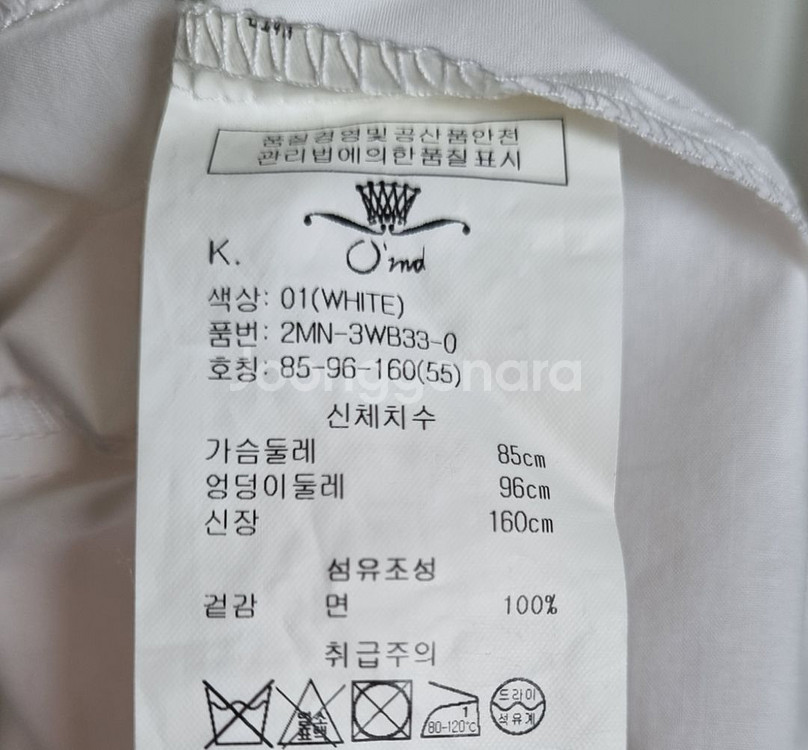 품질경영및 공산품안전
관리법에의한품질표시
K.
O'2nd
색상: 01(WHITE)
품번: 2MN-3WB33-0
호칭: 85-96-160(55)
Joonggonara
신체치수
가슴둘레 85cm
엉덩이둘레 96cm
신장 160cm
섬유조성
겉감 면 100%
취급주의
염소
표백
1
80-120℃
드라이
석유계